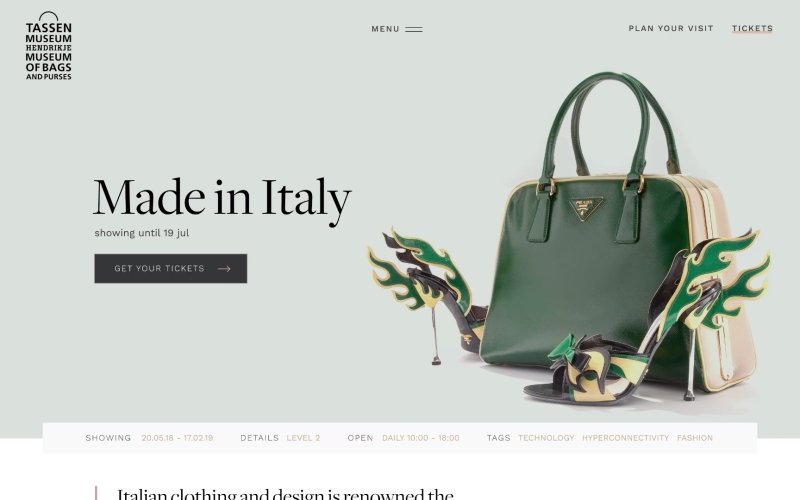 TASSEN
MUSEUM
HENDRIKJE
MUSEUM
OF BAGS
AND PURSES
MENU
PLAN YOUR VISIT TICKETS
Made in Italy
showing until 19 jul
GET YOUR TICKETS
PRADA
SHOWING 20.05.18 - 17.02.19 DETAILS LEVEL 2 OPEN DAILY 10:00 - 18:00 TAGS TECHNOLOGY HYPERCONNECTIVITY FASHION
Italian clothing and design is renowned the